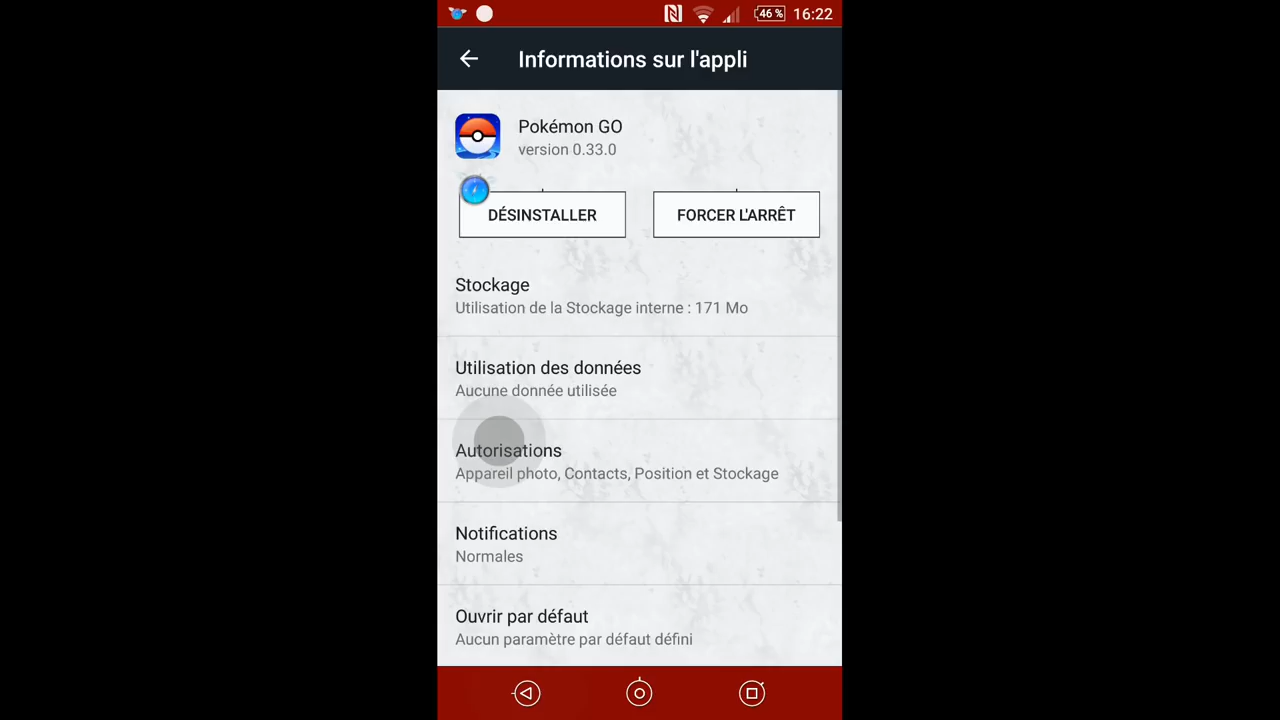 46 % 16:22
Informations sur l'appli
Pokémon GO
version 0.33.0
DÉSINSTALLER FORCER L'ARRÊT
Stockage
Utilisation de la Stockage interne : 171 Mo
Utilisation des données
Aucune donnée utilisée
Autorisations
Appareil photo, Contacts, Position et Stockage
Notifications
Normales
Ouvrir par défaut
Aucun paramètre par défaut défini